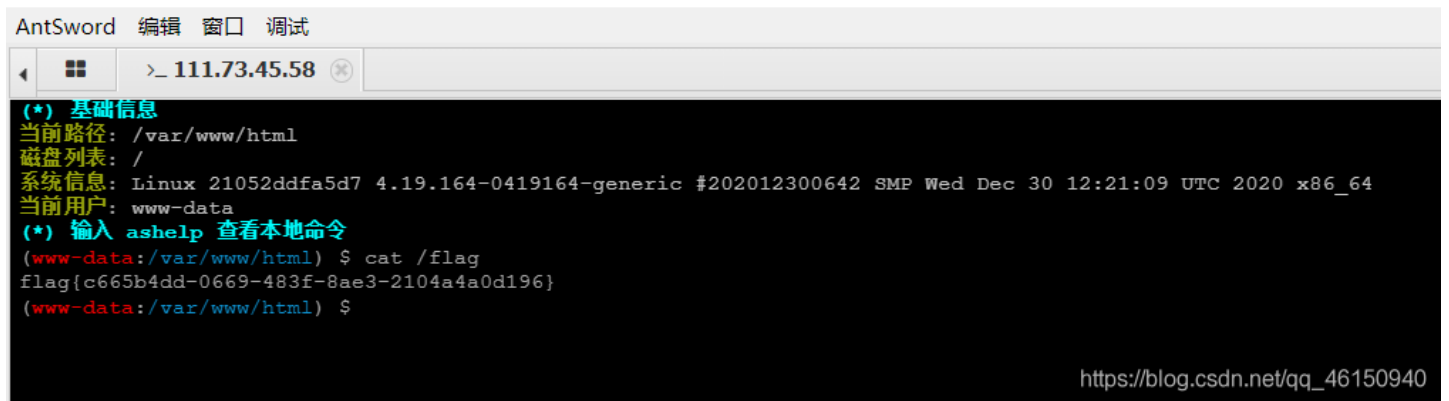 AntSword 编辑 窗口 调试
>_ 111.73.45.58
(*) 基础信息
当前路径: /var/www/html
磁盘列表: /
系统信息: Linux 21052ddfa5d7 4.19.164-0419164-generic #202012300642 SMP Wed Dec 30 12:21:09 UTC 2020 x86_64
当前用户: www-data
(*) 输入 ashelp 查看本地命令
(www-data:/var/www/html) $ cat /flag
flag{c665b4dd-0669-483f-8ae3-2104a4a0d196}
(www-data:/var/www/html) $
https://blog.csdn.net/qq_46150940